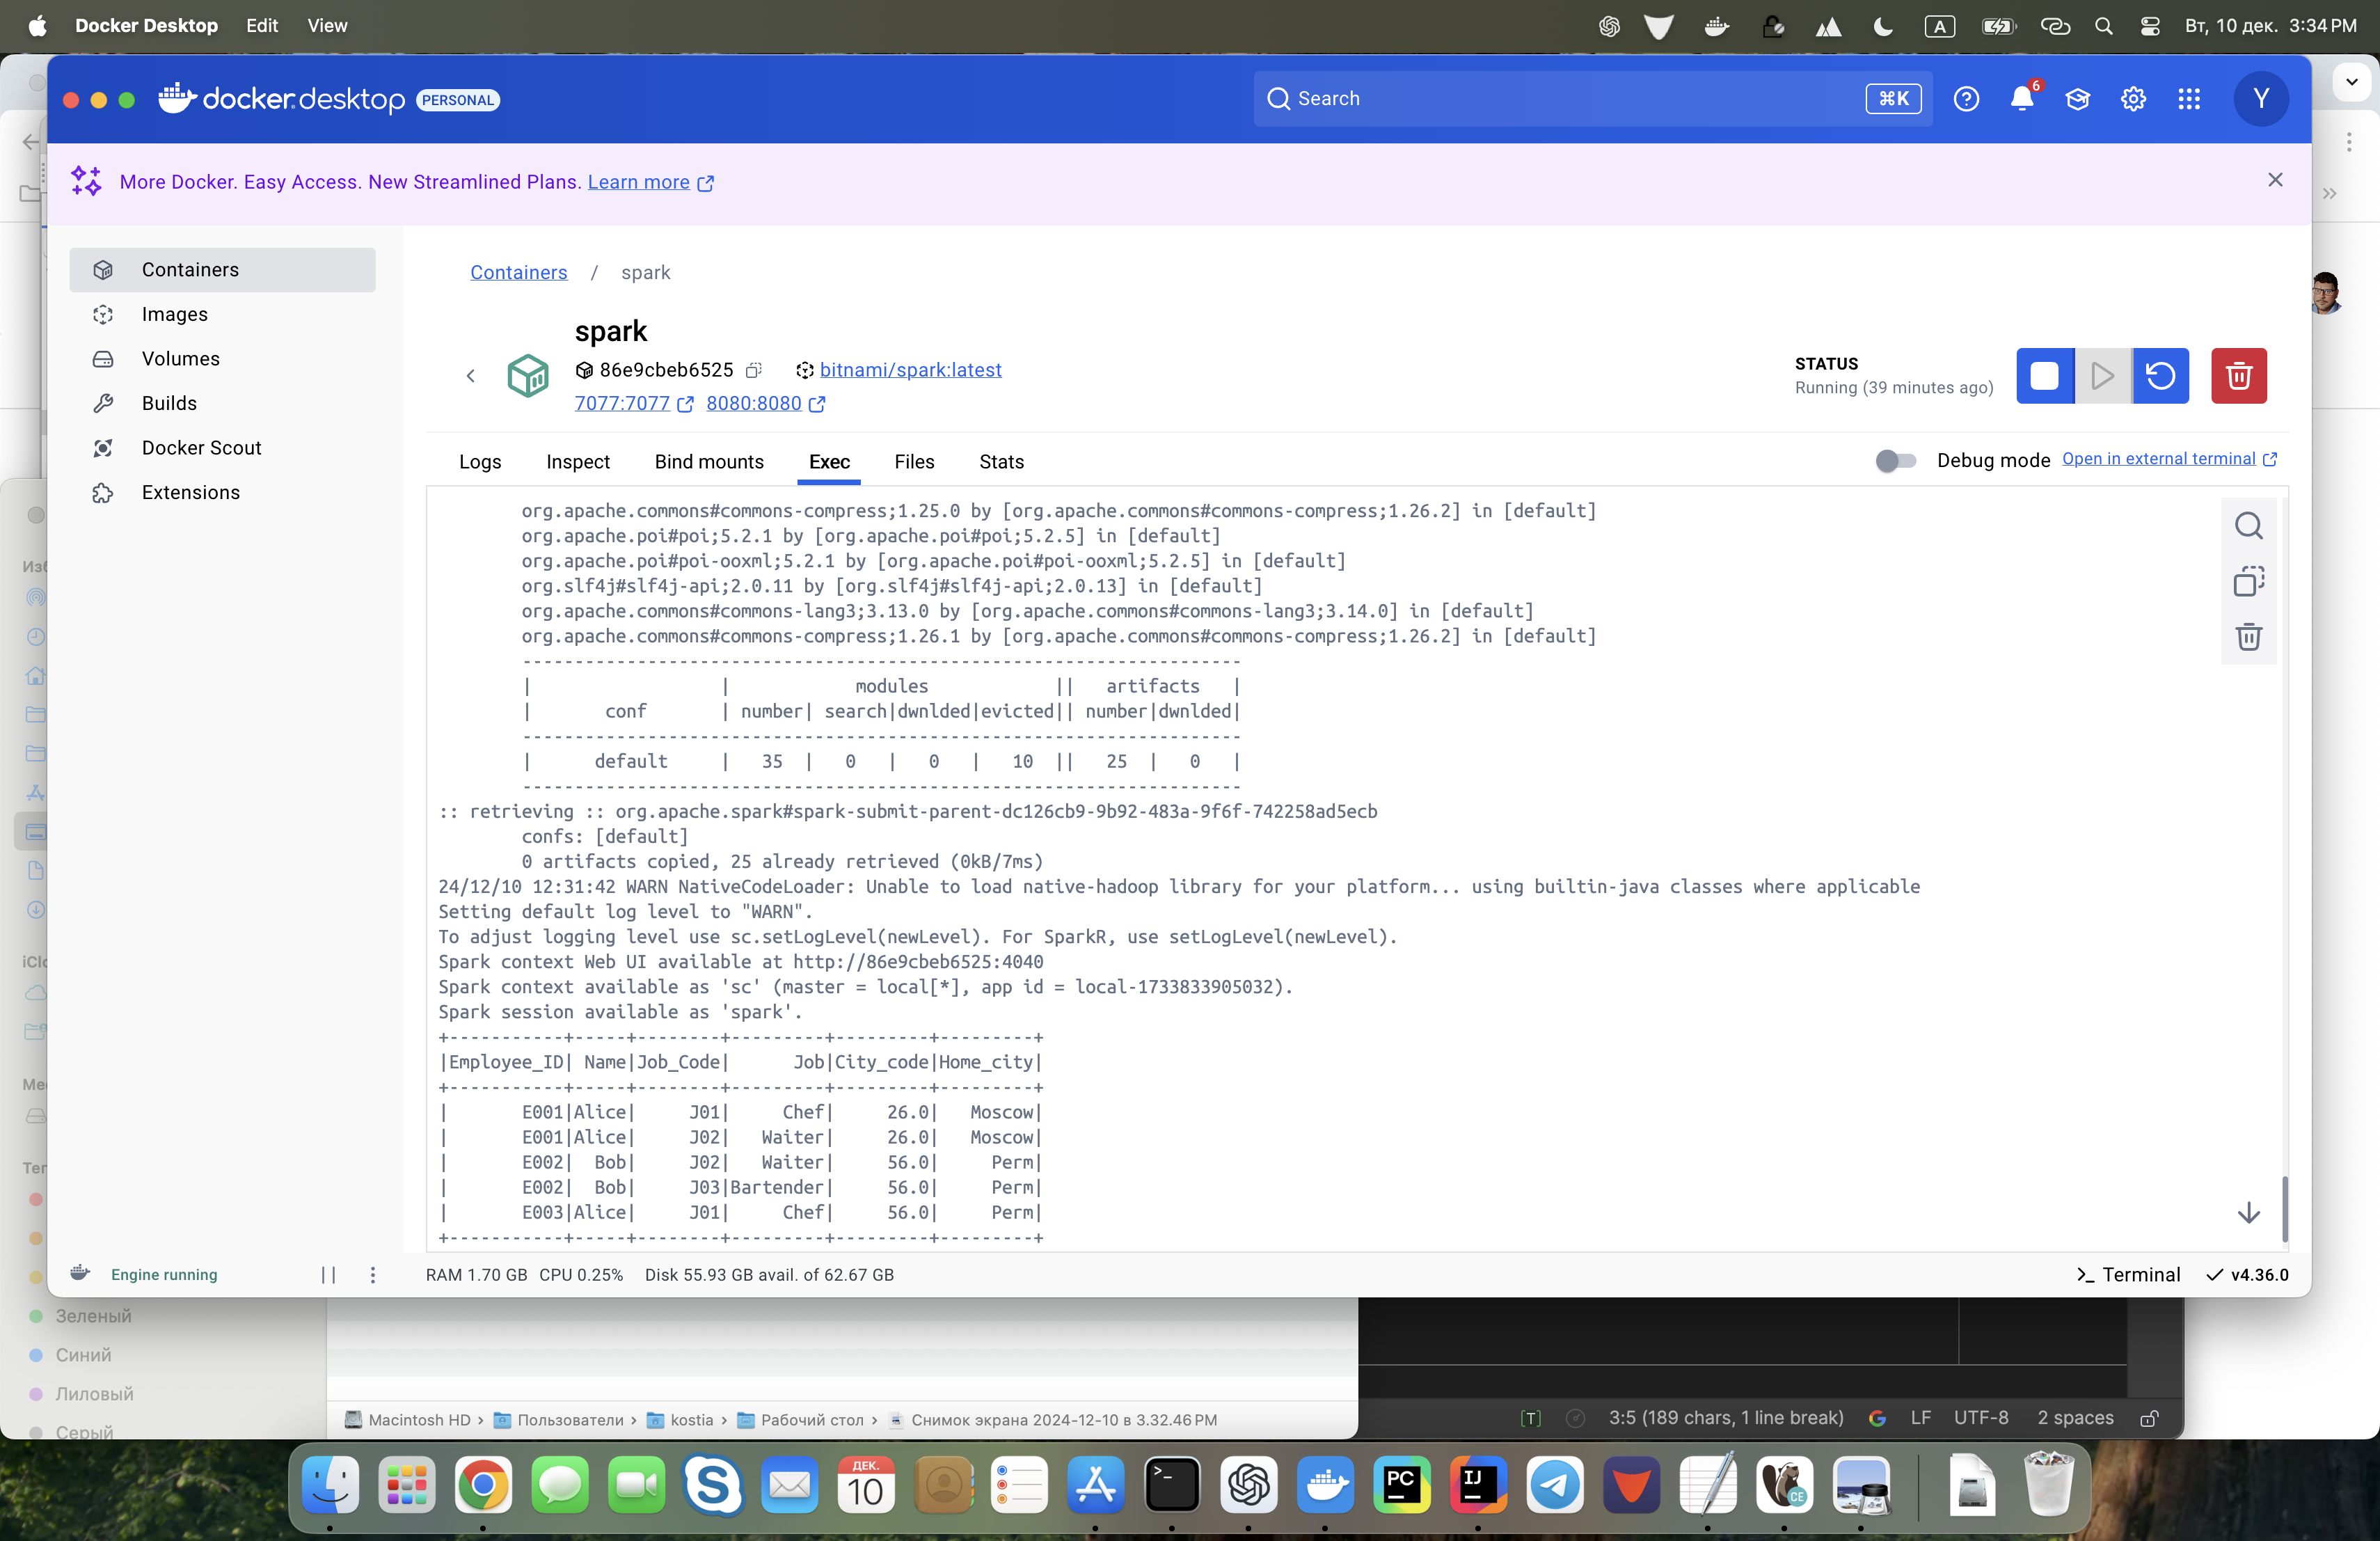 Docker Desktop Edit View
A Вт, 10 дек. 3:34 PM
docker.desktop PERSONAL
Search ⌘K 6 Y
More Docker. Easy Access. New Streamlined Plans. Learn more
Containers
Images
Volumes
Builds
Docker Scout
Extensions
Containers / spark
spark
86e9cbeb6525 bitnami/spark:latest
7077:7077 8080:8080
STATUS
Running (39 minutes ago)
Logs Inspect Bind mounts Exec Files Stats
Debug mode Open in external terminal
org.apache.commons#commons-compress;1.25.0 by [org.apache.commons#commons-compress;1.26.2] in [default]
org.apache.poi#poi;5.2.1 by [org.apache.poi#poi;5.2.5] in [default]
org.apache.poi#poi-ooxml;5.2.1 by [org.apache.poi#poi-ooxml;5.2.5] in [default]
org.slf4j#slf4j-api;2.0.11 by [org.slf4j#slf4j-api;2.0.13] in [default]
org.apache.commons#commons-lang3;3.13.0 by [org.apache.commons#commons-lang3;3.14.0] in [default]
org.apache.commons#commons-compress;1.26.1 by [org.apache.commons#commons-compress;1.26.2] in [default]
---------------------------------------------------------------------
|                  |            modules            ||   artifacts   |
|       conf       | number| search|dwnlded|evicted|| number|dwnlded|
---------------------------------------------------------------------
|      default     |   35  |   0   |   0   |   10  ||   25  |   0   |
---------------------------------------------------------------------
:: retrieving :: org.apache.spark#spark-submit-parent-dc126cb9-9b92-483a-9f6f-742258ad5ecb
confs: [default]
0 artifacts copied, 25 already retrieved (0kB/7ms)
24/12/10 12:31:42 WARN NativeCodeLoader: Unable to load native-hadoop library for your platform... using builtin-java classes where applicable
Setting default log level to "WARN".
To adjust logging level use sc.setLogLevel(newLevel). For SparkR, use setLogLevel(newLevel).
Spark context Web UI available at http://86e9cbeb6525:4040
Spark context available as 'sc' (master = local[*], app id = local-1733833905032).
Spark session available as 'spark'.
+-----------+-----+--------+---------+---------+---------+
|Employee_ID| Name|Job_Code|      Job|City_code|Home_city|
+-----------+-----+--------+---------+---------+---------+
|       E001|Alice|     J01|     Chef|     26.0|   Moscow|
|       E001|Alice|     J02|   Waiter|     26.0|   Moscow|
|       E002|  Bob|     J02|   Waiter|     56.0|     Perm|
|       E002|  Bob|     J03|Bartender|     56.0|     Perm|
|       E003|Alice|     J01|     Chef|     56.0|     Perm|
+-----------+-----+--------+---------+---------+---------+
Engine running RAM 1.70 GB CPU 0.25% Disk 55.93 GB avail. of 62.67 GB
Terminal v4.36.0
Изб
iClo
Мес
Тег
Зеленый
Синий
Лиловый
Серый
Macintosh HD › Пользователи › kostia › Рабочий стол › Снимок экрана 2024-12-10 в 3.32.46 PM
[T] 3:5 (189 chars, 1 line break) G LF UTF-8 2 spaces
ДЕК.
10
PC
IJ
CE